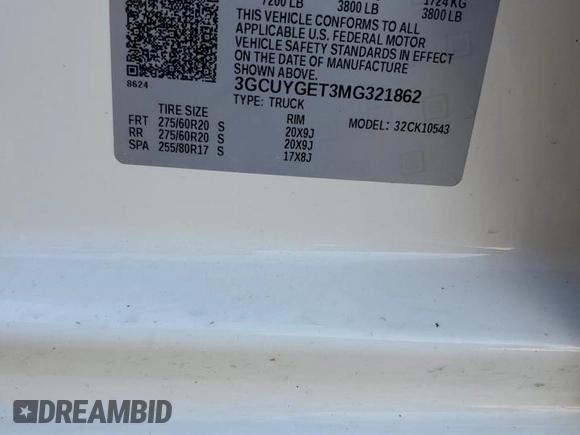 7200 LB 3800 LB 1724 KG
3800 LB
THIS VEHICLE CONFORMS TO ALL
APPLICABLE U.S. FEDERAL MOTOR
VEHICLE SAFETY STANDARDS IN EFFECT
ON THE DATE OF MANUFACTURE SHOWN ABOVE.
8624
3GCUYGET3MG321862
TYPE: TRUCK
TIRE SIZE RIM MODEL: 32CK10543
FRT 275/60R20 S 20X9J
RR 275/60R20 S 20X9J
SPA 255/80R17 S 17X8J
DREAMBID